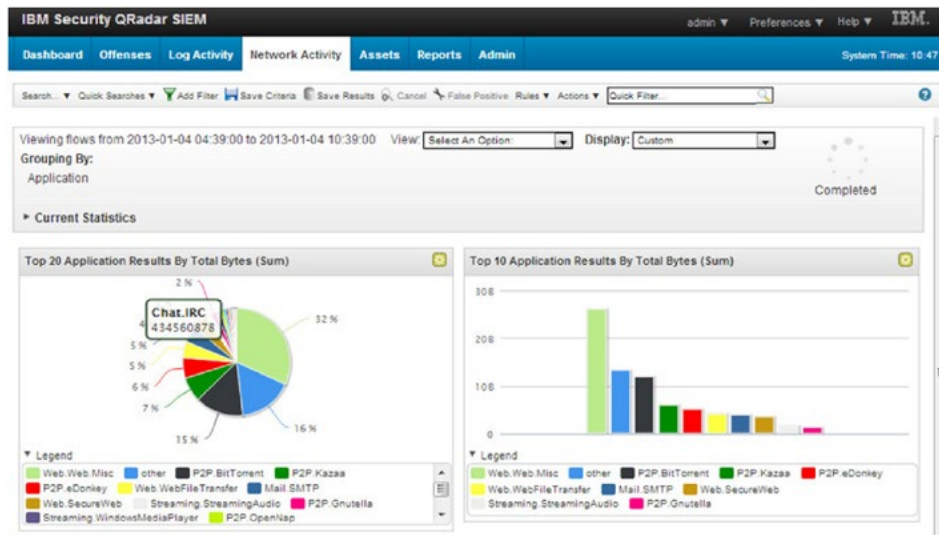 IBM Security QRadar SIEM
admin ▼ Preferences ▼ Help ▼ IBM.
Dashboard Offenses Log Activity Network Activity Assets Reports Admin System Time: 10:47
Search... ▼ Quick Searches ▼ Add Filter Save Criteria Save Results Cancel False Positive Rules ▼ Actions ▼ Quick Filter...
Viewing flows from 2013-01-04 04:39:00 to 2013-01-04 10:39:00 View: Select An Option: Display: Custom
Grouping By:
Application
Completed
Current Statistics
Top 20 Application Results By Total Bytes (Sum)
2 %
Chat.IRC
434560878
32 %
4
5 %
5 %
6 %
7 %
15 %
16 %
▼ Legend
Web.Web.Misc other P2P.BitTorrent P2P.Kazaa
P2P.eDonkey Web.WebFileTransfer Mail.SMTP
Web.SecureWeb Streaming.StreamingAudio P2P.Gnutella
Streaming.WindowsMediaPlayer P2P.OpenNap
Top 10 Application Results By Total Bytes (Sum)
30B
20B
10B
0
▼ Legend
Web.Web.Misc other P2P.BitTorrent P2P.Kazaa P2P.eDonkey
Web.WebFileTransfer Mail.SMTP Web.SecureWeb
Streaming.StreamingAudio P2P.Gnutella